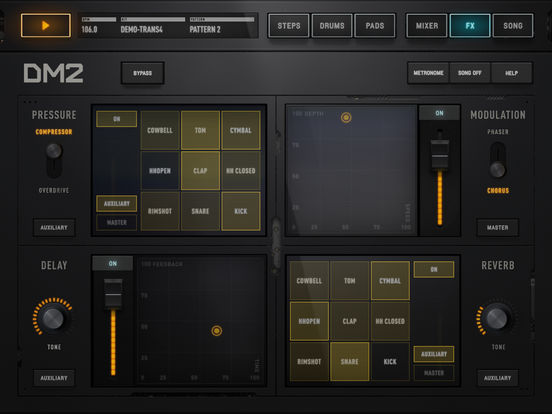 BPM KIT PATTERN
106.0 DEMO-TRANS4 PATTERN 2
STEPS DRUMS PADS MIXER FX SONG
DM2 BYPASS METRONOME SONG OFF HELP
PRESSURE
COMPRESSOR
OVERDRIVE
AUXILIARY
ON
AUXILIARY
MASTER
COWBELL TOM CYMBAL
HHOPEN CLAP HH CLOSED
RIMSHOT SNARE KICK
100 DEPTH
75
50
25
0 25 50 75 100
SPEED
ON
MODULATION
PHASER
CHORUS
MASTER
DELAY
TONE
AUXILIARY
ON
100 FEEDBACK
75
50
25
0 25 50 75 100
TIME
COWBELL TOM CYMBAL
HHOPEN CLAP HH CLOSED
RIMSHOT SNARE KICK
ON
AUXILIARY
MASTER
REVERB
TONE
AUXILIARY